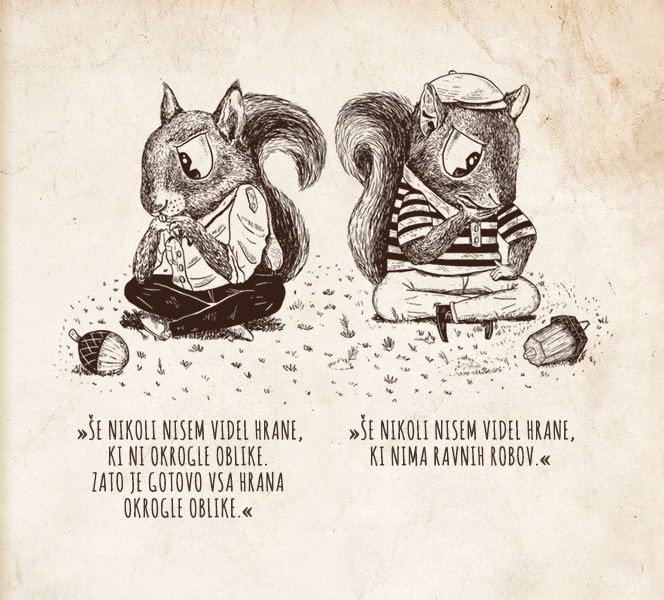 »ŠE NIKOLI NISEM VIDEL HRANE,
KI NI OKROGLE OBLIKE.
ZATO JE GOTOVO VSA HRANA
OKROGLE OBLIKE.«
»ŠE NIKOLI NISEM VIDEL HRANE,
KI NIMA RAVNIH ROBOV.«